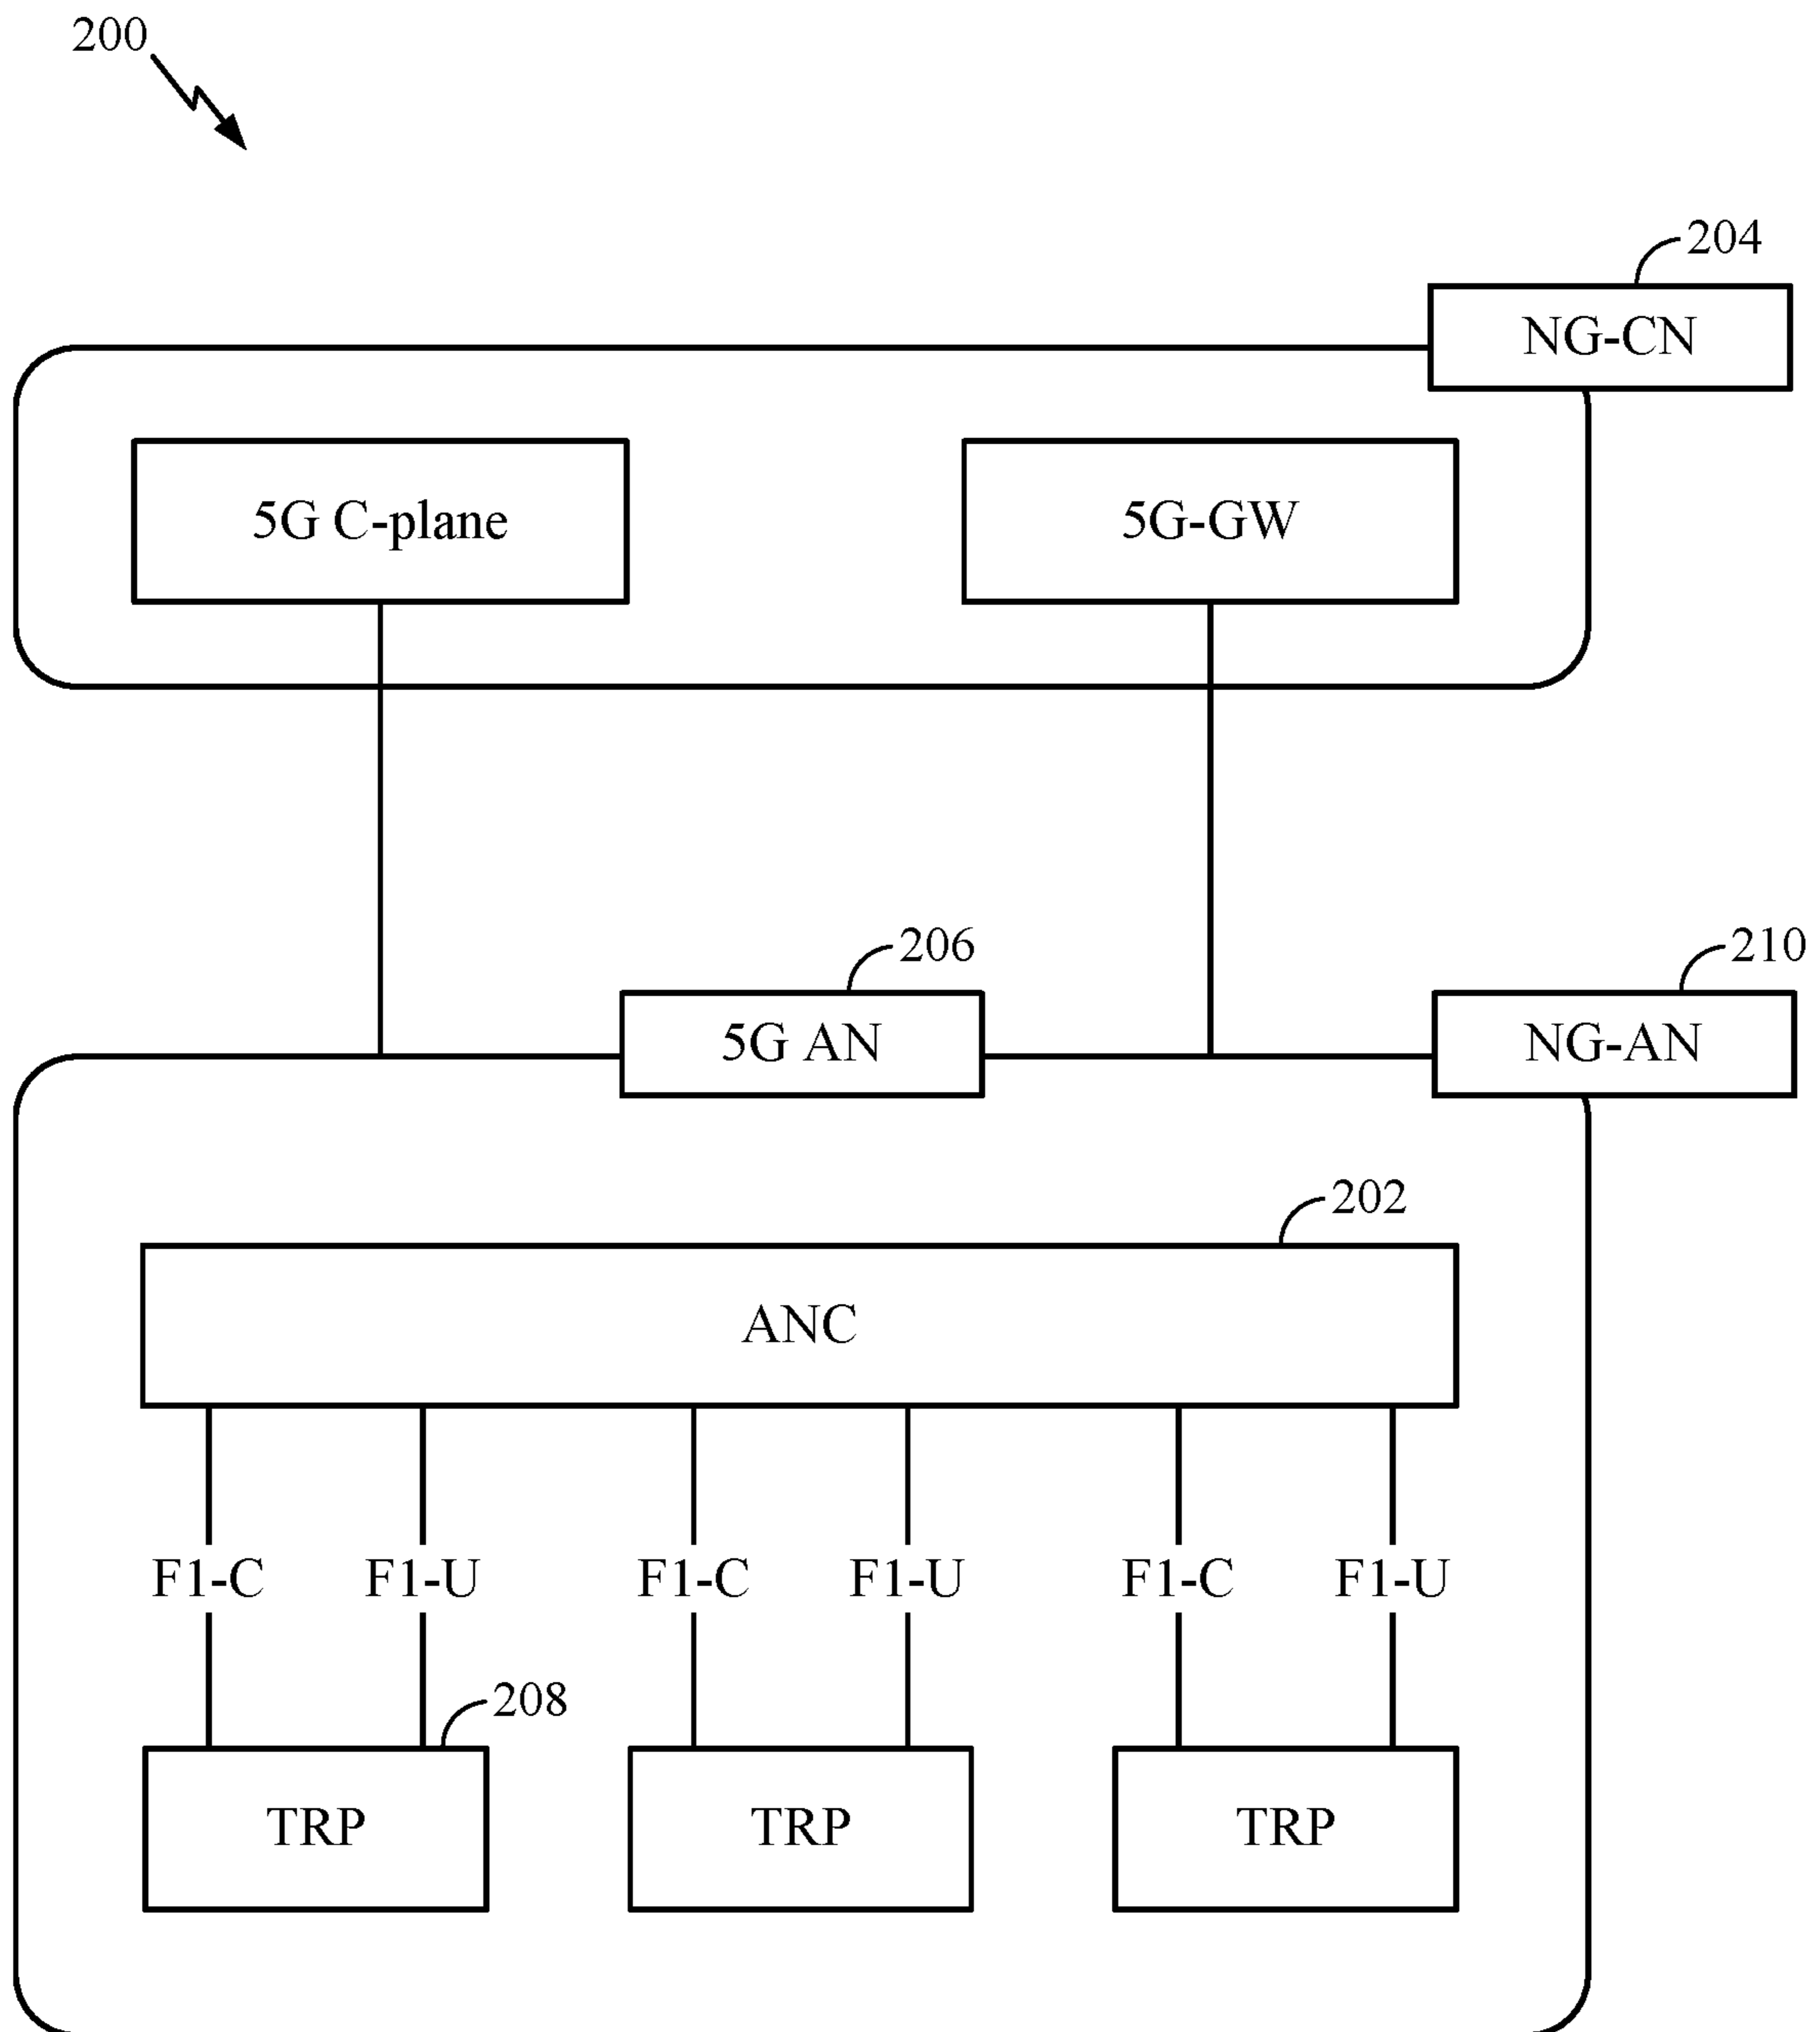 200
204
NG-CN
5G C-plane
5G-GW
206
210
5G AN
NG-AN
202
ANC
F1-C
F1-U
F1-C
F1-U
F1-C
F1-U
208
TRP
TRP
TRP